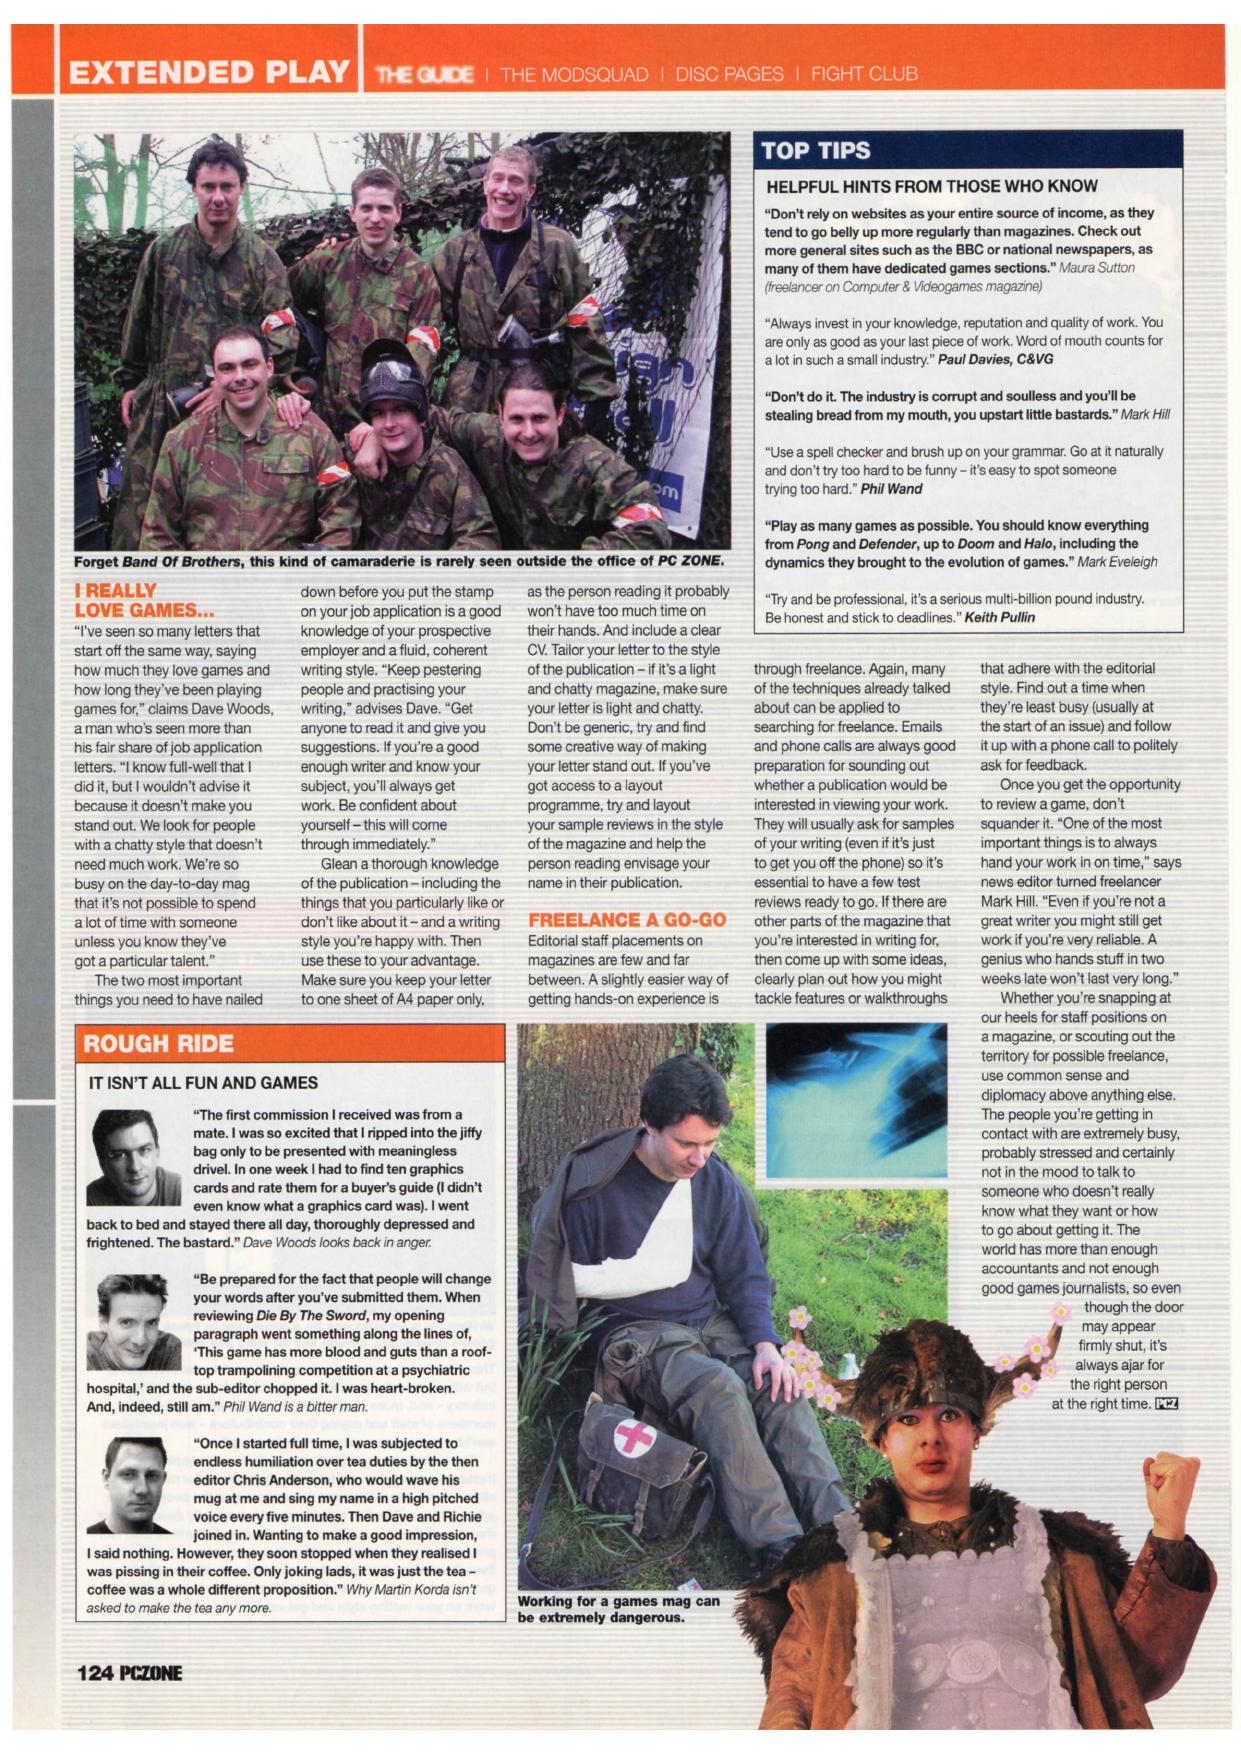 EXTENDED PLAY
THE GUIDE | THE MODSQUAD | DISC PAGES | FIGHT CLUB
Forget Band Of Brothers, this kind of camaraderie is rarely seen outside the office of PC ZONE.
TOP TIPS
HELPFUL HINTS FROM THOSE WHO KNOW
“Don’t rely on websites as your entire source of income, as they
tend to go belly up more regularly than magazines. Check out
more general sites such as the BBC or national newspapers, as
many of them have dedicated games sections.” Maura Sutton
(freelancer on Computer & Videogames magazine)
“Always invest in your knowledge, reputation and quality of work. You
are only as good as your last piece of work. Word of mouth counts for
a lot in such a small industry.” Paul Davies, C&VG
“Don’t do it. The industry is corrupt and soulless and you’ll be
stealing bread from my mouth, you upstart little bastards.” Mark Hill
“Use a spell checker and brush up on your grammar. Go at it naturally
and don’t try too hard to be funny – it’s easy to spot someone
trying too hard.” Phil Wand
“Play as many games as possible. You should know everything
from Pong and Defender, up to Doom and Halo, including the
dynamics they brought to the evolution of games.” Mark Eveleigh
“Try and be professional, it’s a serious multi-billion pound industry.
Be honest and stick to deadlines.” Keith Pullin
I REALLY
LOVE GAMES...
“I’ve seen so many letters that
start off the same way, saying
how much they love games and
how long they’ve been playing
games for,” claims Dave Woods,
a man who’s seen more than
his fair share of job application
letters. “I know full-well that I
did it, but I wouldn’t advise it
because it doesn’t make you
stand out. We look for people
with a chatty style that doesn’t
need much work. We’re so
busy on the day-to-day mag
that it’s not possible to spend
a lot of time with someone
unless you know they’ve
got a particular talent.”
The two most important
things you need to have nailed
down before you put the stamp
on your job application is a good
knowledge of your prospective
employer and a fluid, coherent
writing style. “Keep pestering
people and practising your
writing,” advises Dave. “Get
anyone to read it and give you
suggestions. If you’re a good
enough writer and know your
subject, you’ll always get
work. Be confident about
yourself – this will come
through immediately.”
Glean a thorough knowledge
of the publication – including the
things that you particularly like or
don’t like about it – and a writing
style you’re happy with. Then
use these to your advantage.
Make sure you keep your letter
to one sheet of A4 paper only,
as the person reading it probably
won’t have too much time on
their hands. And include a clear
CV. Tailor your letter to the style
of the publication – if it’s a light
and chatty magazine, make sure
your letter is light and chatty.
Don’t be generic, try and find
some creative way of making
your letter stand out. If you’ve
got access to a layout
programme, try and layout
your sample reviews in the style
of the magazine and help the
person reading envisage your
name in their publication.
FREELANCE A GO-GO
Editorial staff placements on
magazines are few and far
between. A slightly easier way of
getting hands-on experience is
through freelance. Again, many
of the techniques already talked
about can be applied to
searching for freelance. Emails
and phone calls are always good
preparation for sounding out
whether a publication would be
interested in viewing your work.
They will usually ask for samples
of your writing (even if it’s just
to get you off the phone) so it’s
essential to have a few test
reviews ready to go. If there are
other parts of the magazine that
you’re interested in writing for,
then come up with some ideas,
clearly plan out how you might
tackle features or walkthroughs
that adhere with the editorial
style. Find out a time when
they’re least busy (usually at
the start of an issue) and follow
it up with a phone call to politely
ask for feedback.
Once you get the opportunity
to review a game, don’t
squander it. “One of the most
important things is to always
hand your work in on time,” says
news editor turned freelancer
Mark Hill. “Even if you’re not a
great writer you might still get
work if you’re very reliable. A
genius who hands stuff in two
weeks late won’t last very long.”
Whether you’re snapping at
our heels for staff positions on
a magazine, or scouting out the
territory for possible freelance,
use common sense and
diplomacy above anything else.
The people you’re getting in
contact with are extremely busy,
probably stressed and certainly
not in the mood to talk to
someone who doesn’t really
know what they want or how
to go about getting it. The
world has more than enough
accountants and not enough
good games journalists, so even
though the door
may appear
firmly shut, it’s
always ajar for
the right person
at the right time. PCZ
ROUGH RIDE
IT ISN’T ALL FUN AND GAMES
“The first commission I received was from a
mate. I was so excited that I ripped into the jiffy
bag only to be presented with meaningless
drivel. In one week I had to find ten graphics
cards and rate them for a buyer’s guide (I didn’t
even know what a graphics card was). I went
back to bed and stayed there all day, thoroughly depressed and
frightened. The bastard.” Dave Woods looks back in anger.
“Be prepared for the fact that people will change
your words after you’ve submitted them. When
reviewing Die By The Sword, my opening
paragraph went something along the lines of,
‘This game has more blood and guts than a roof-
top trampolining competition at a psychiatric
hospital,’ and the sub-editor chopped it. I was heart-broken.
And, indeed, still am.” Phil Wand is a bitter man.
“Once I started full time, I was subjected to
endless humiliation over tea duties by the then
editor Chris Anderson, who would wave his
mug at me and sing my name in a high pitched
voice every five minutes. Then Dave and Richie
joined in. Wanting to make a good impression,
I said nothing. However, they soon stopped when they realised I
was pissing in their coffee. Only joking lads, it was just the tea –
coffee was a whole different proposition.” Why Martin Korda isn’t
asked to make the tea any more.
Working for a games mag can
be extremely dangerous.
124 PCZONE